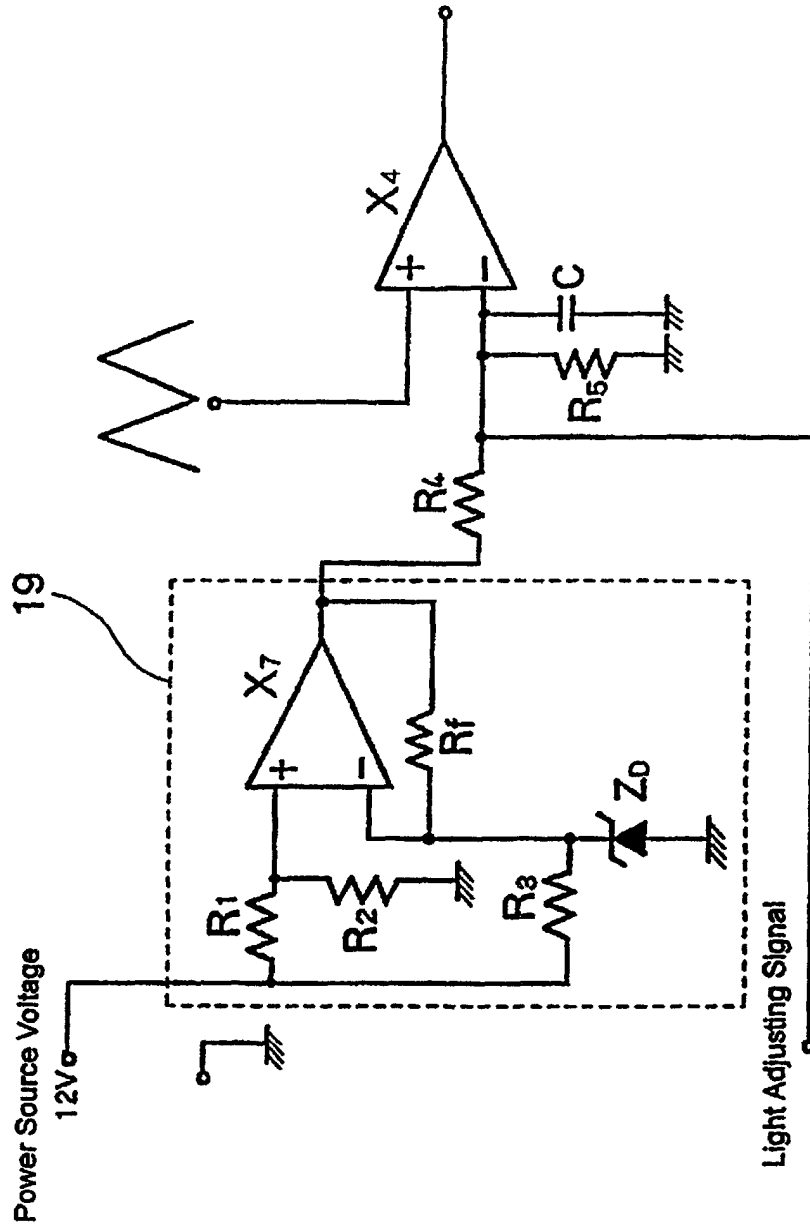 19
Power Source Voltage
12V
R1
R2
R3
X7
+
−
Rf
ZD
R4
X4
+
−
R5
C
Light Adjusting Signal